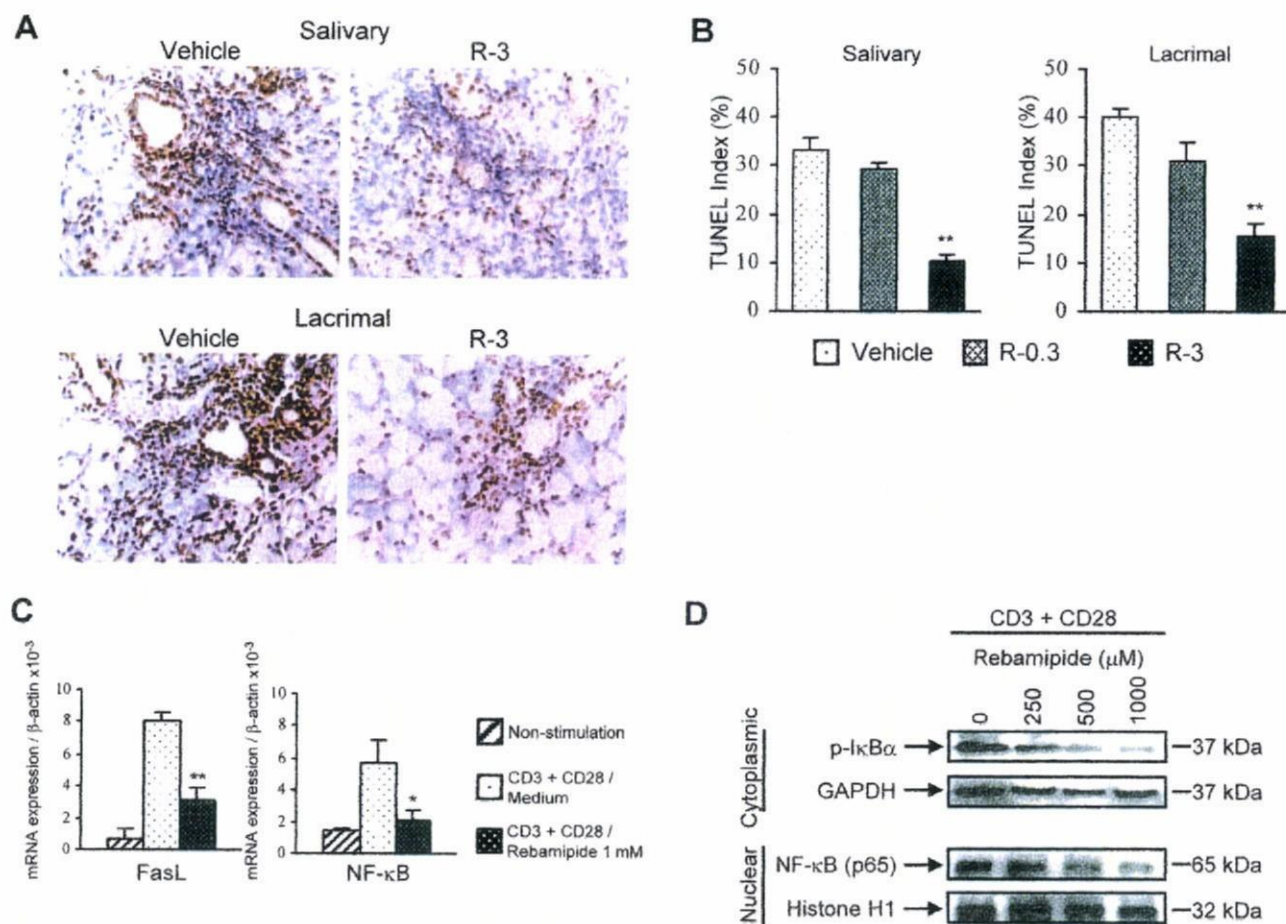 A
Salivary
Vehicle R-3
Lacrimal
Vehicle R-3
B
Salivary Lacrimal
TUNEL Index (%)
50
40
30
20
10
0
**
TUNEL Index (%)
50
40
30
20
10
0
**
Vehicle R-0.3 R-3
C
mRNA expression / β-actin x10-3
10
8
6
4
2
0
**
FasL
mRNA expression / β-actin x10-3
10
8
6
4
2
0
*
NF-κB
Non-stimulation
CD3 + CD28 /
Medium
CD3 + CD28 /
Rebamipide 1 mM
D
CD3 + CD28
Rebamipide (μM)
0 250 500 1000
Cytoplasmic
p-IκBα 37 kDa
GAPDH 37 kDa
Nuclear
NF-κB (p65) 65 kDa
Histone H1 32 kDa